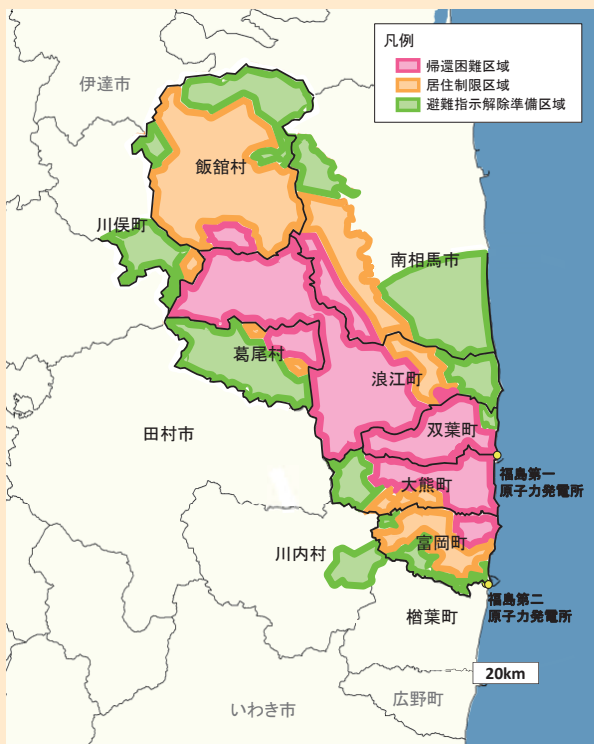 凡例
帰還困難区域
居住制限区域
避難指示解除準備区域
伊達市
飯舘村
川俣町
南相馬市
葛尾村
浪江町
田村市
双葉町
福島第一
原子力発電所
大熊町
富岡町
川内村
福島第二
原子力発電所
楢葉町
20km
広野町
いわき市